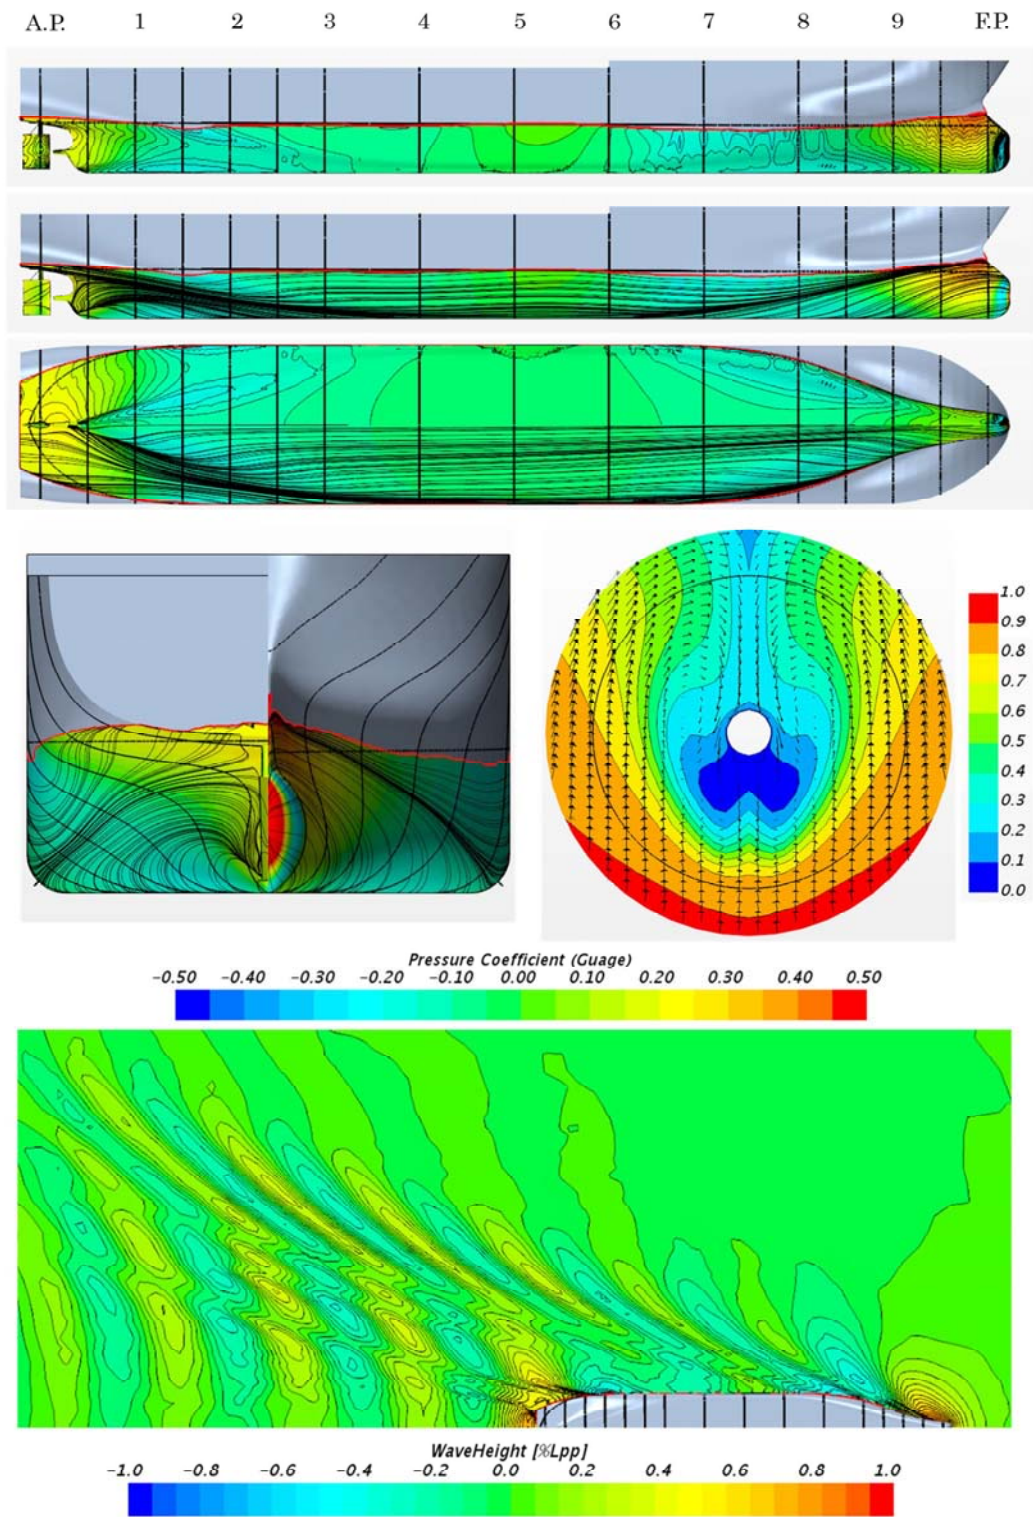 A.P. 1 2 3 4 5 6 7 8 9 F.P.
1.0
0.9
0.8
0.7
0.6
0.5
0.4
0.3
0.2
0.1
0.0
Pressure Coefficient (Guage)
-0.50 -0.40 -0.30 -0.20 -0.10 0.00 0.10 0.20 0.30 0.40 0.50
WaveHeight [%Lpp]
-1.0 -0.8 -0.6 -0.4 -0.2 0.0 0.2 0.4 0.6 0.8 1.0